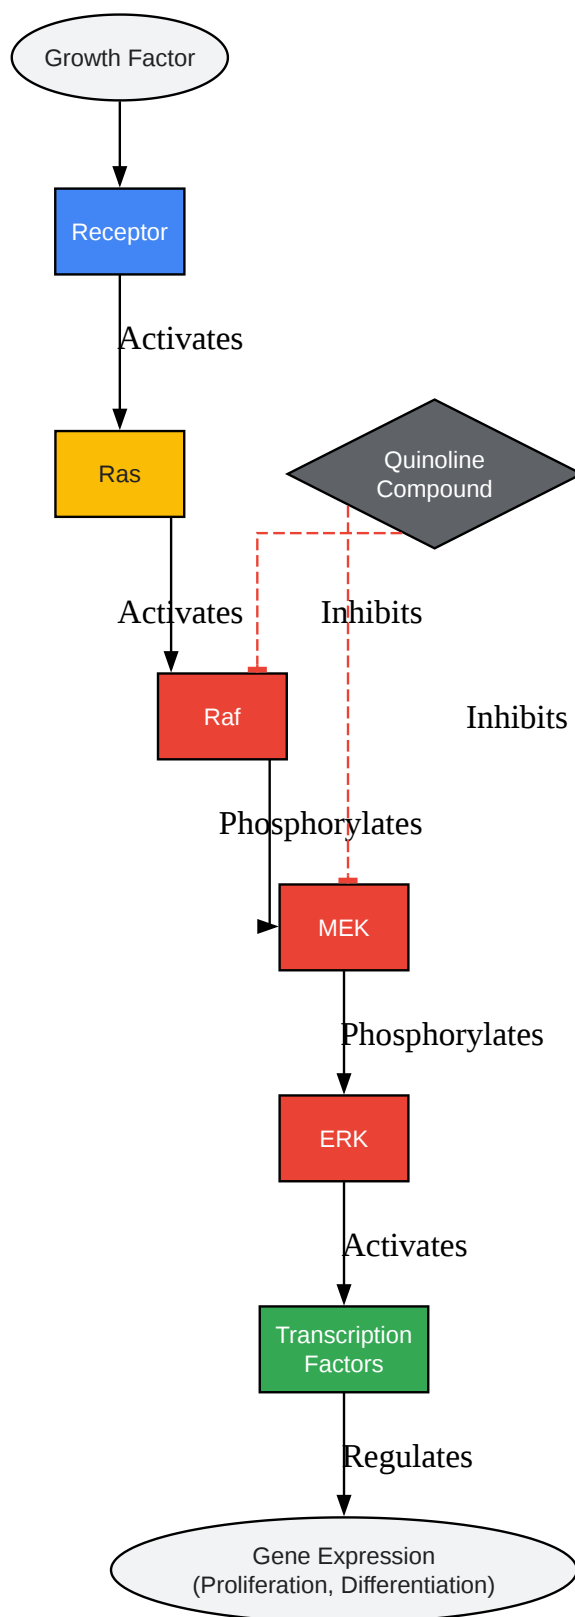 Growth Factor
Receptor
Activates
Ras
Quinoline
Compound
Activates
Inhibits
Raf
Inhibits
Phosphorylates
MEK
Phosphorylates
ERK
Activates
Transcription
Factors
Regulates
Gene Expression
(Proliferation, Differentiation)